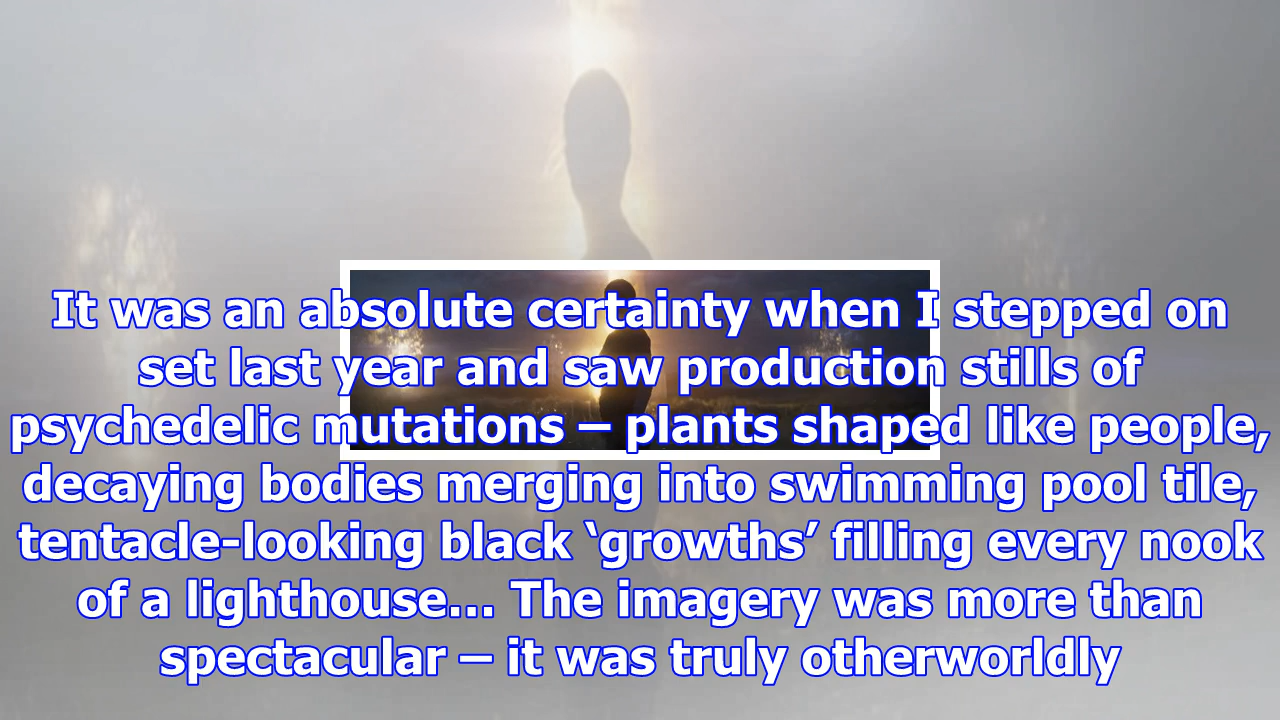 It was an absolute certainty when I stepped on
set last year and saw production stills of
psychedelic mutations – plants shaped like people,
decaying bodies merging into swimming pool tile,
tentacle-looking black ‘growths’ filling every nook
of a lighthouse... The imagery was more than
spectacular – it was truly otherworldly